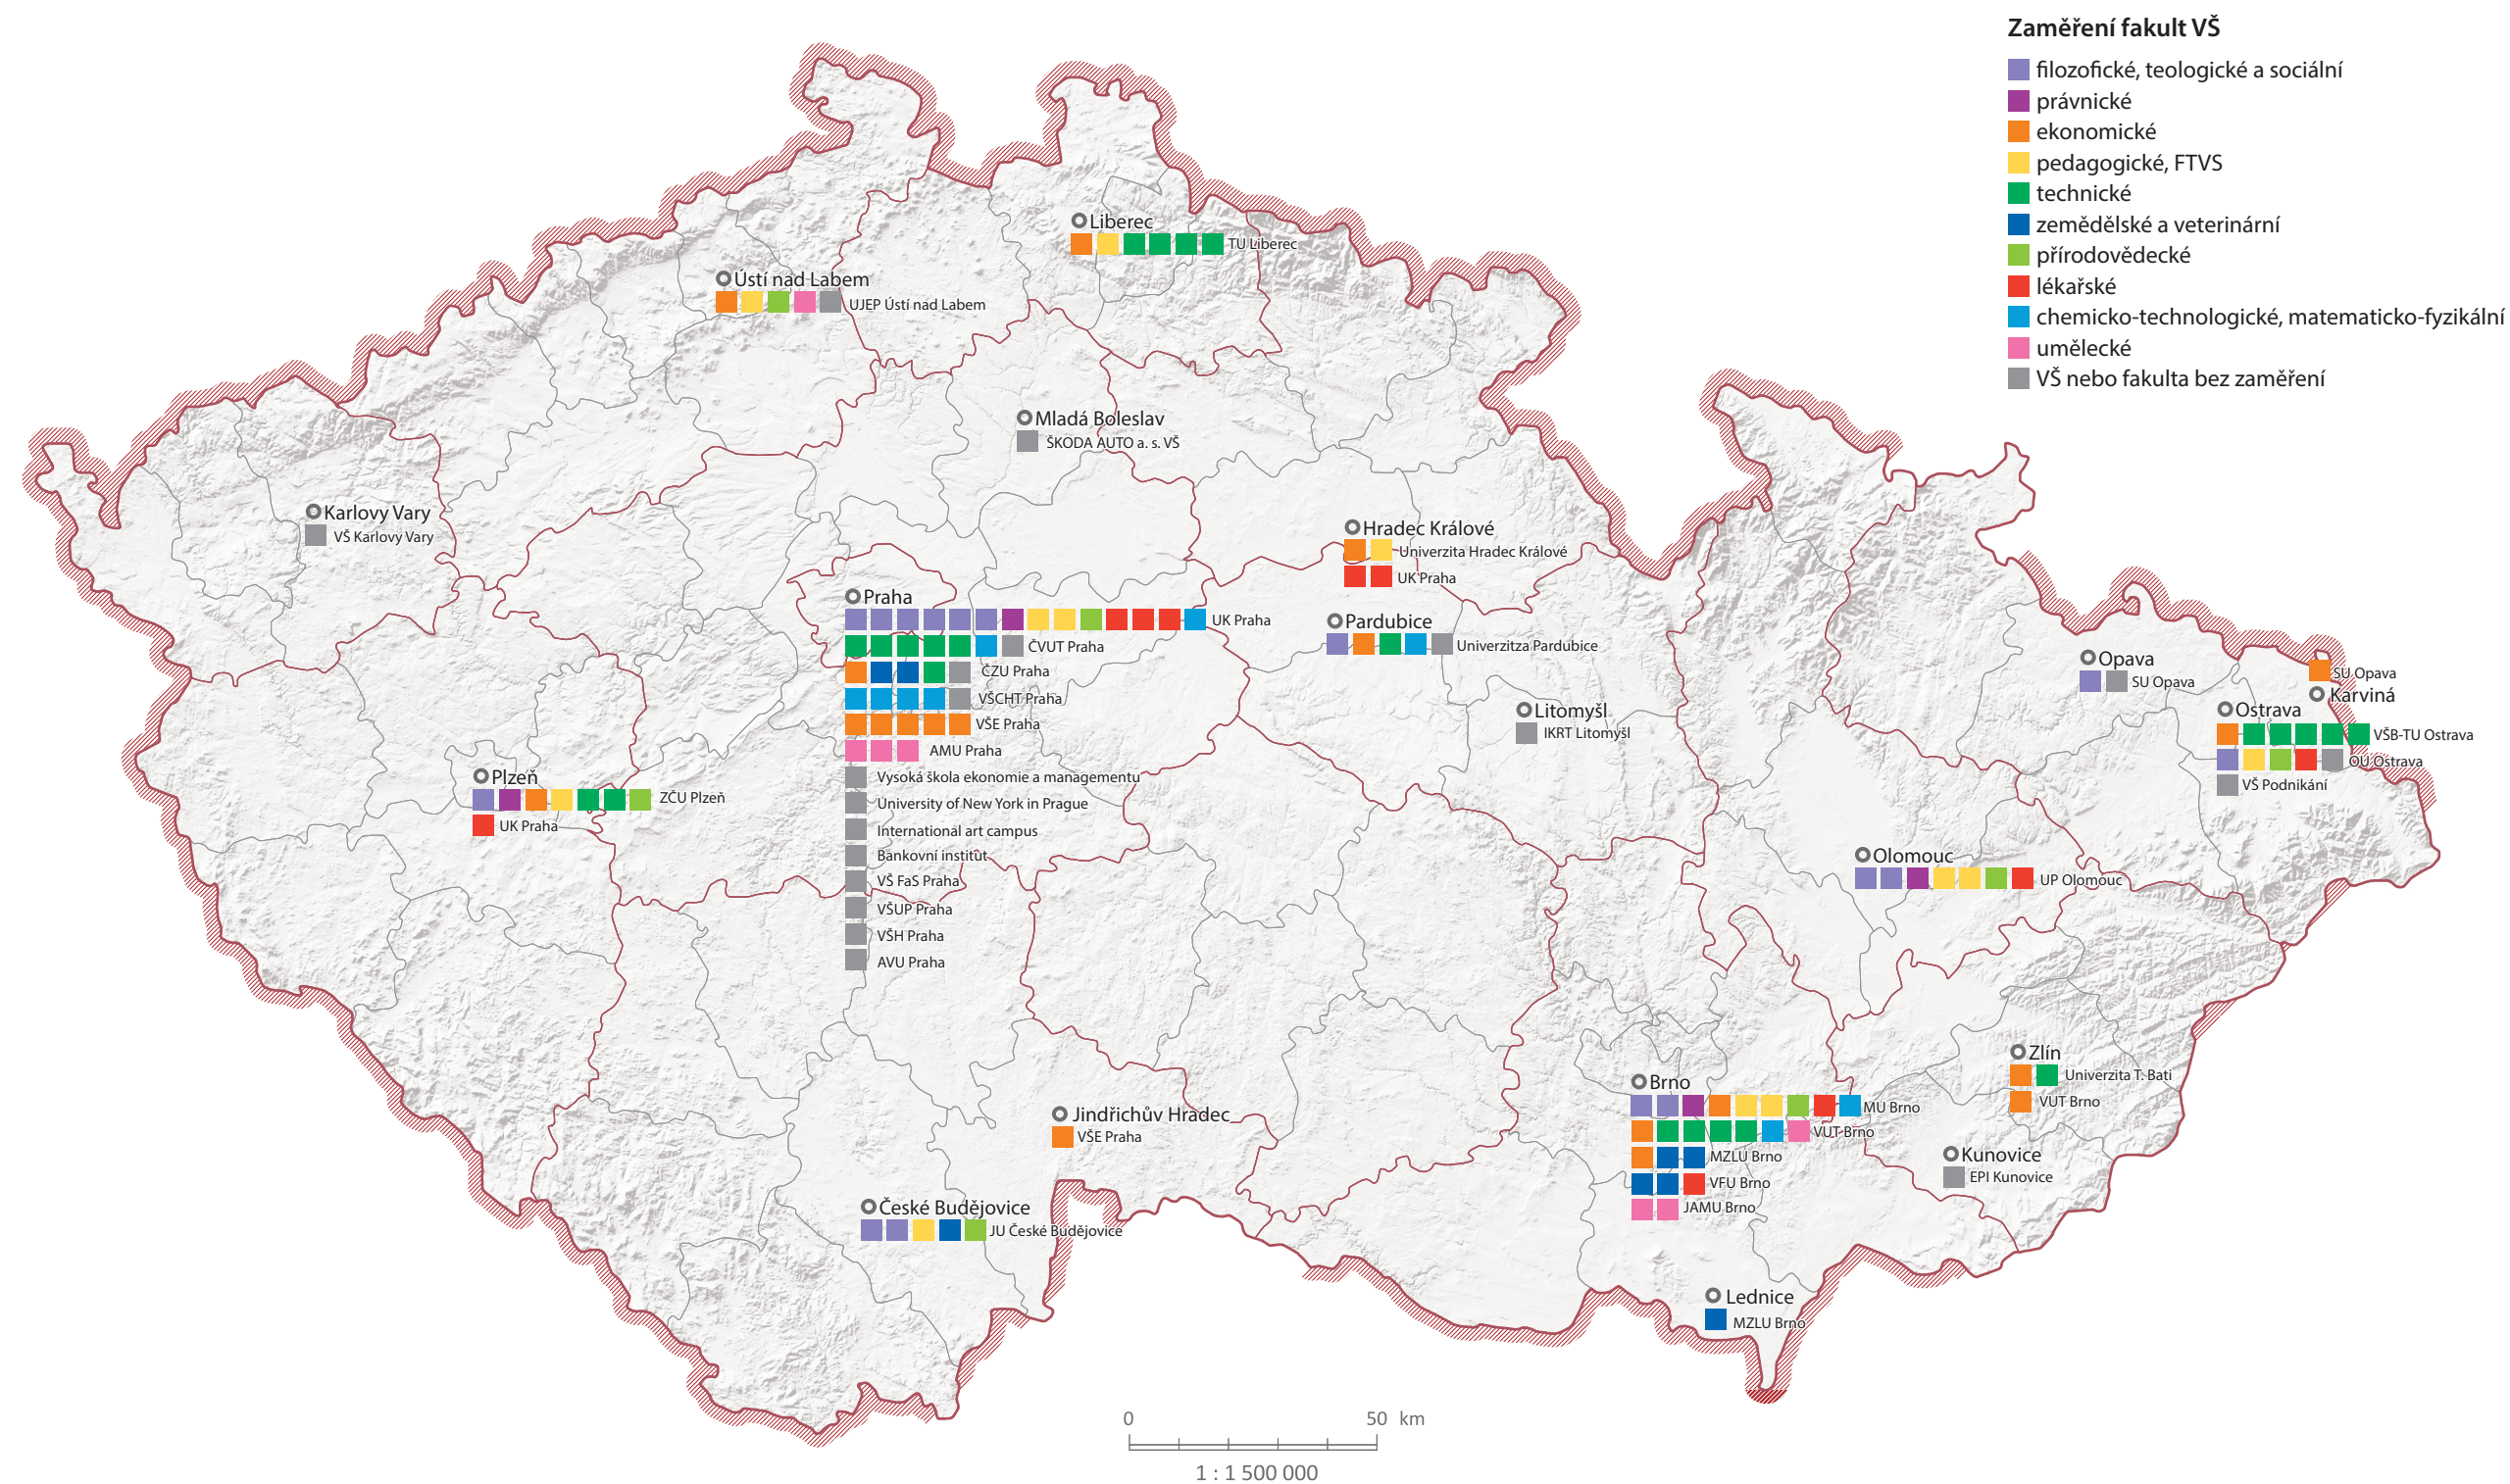 Zaměření fakult VŠ
filozofické, teologické a sociální
právnické
ekonomické
pedagogické, FTVS
technické
zemědělské a veterinární
přírodovědecké
lékařské
chemicko-technologické, matematicko-fyzikální
umělecké
VŠ nebo fakulta bez zaměření
Liberec
TU Liberec
Ústí nad Labem
UJEP Ústí nad Labem
Mladá Boleslav
ŠKODA AUTO a. s. VŠ
Karlovy Vary
VŠ Karlovy Vary
Hradec Králové
Univerzita Hradec Králové
UK Praha
Praha
UK Praha
ČVUT Praha
ČZU Praha
VŠCHT Praha
VŠE Praha
AMU Praha
Vysoká škola ekonomie a managementu
University of New York in Prague
International art campus
Bankovní institut
VŠ FaS Praha
VŠUP Praha
VŠH Praha
AVU Praha
Pardubice
Univerzitza Pardubice
Litomyšl
IKRT Litomyšl
Opava
SU Opava
SU Opava
Karviná
Ostrava
VŠB-TU Ostrava
OU Ostrava
VŠ Podnikání
Plzeň
ZČU Plzeň
UK Praha
Olomouc
UP Olomouc
Zlín
Univerzita T. Bati
VUT Brno
Brno
MU Brno
VUT Brno
MZLU Brno
VFU Brno
JAMU Brno
Jindřichův Hradec
VŠE Praha
Kunovice
EPI Kunovice
České Budějovice
JU České Budějovice
Lednice
MZLU Brno
0 50 km
1 : 1 500 000